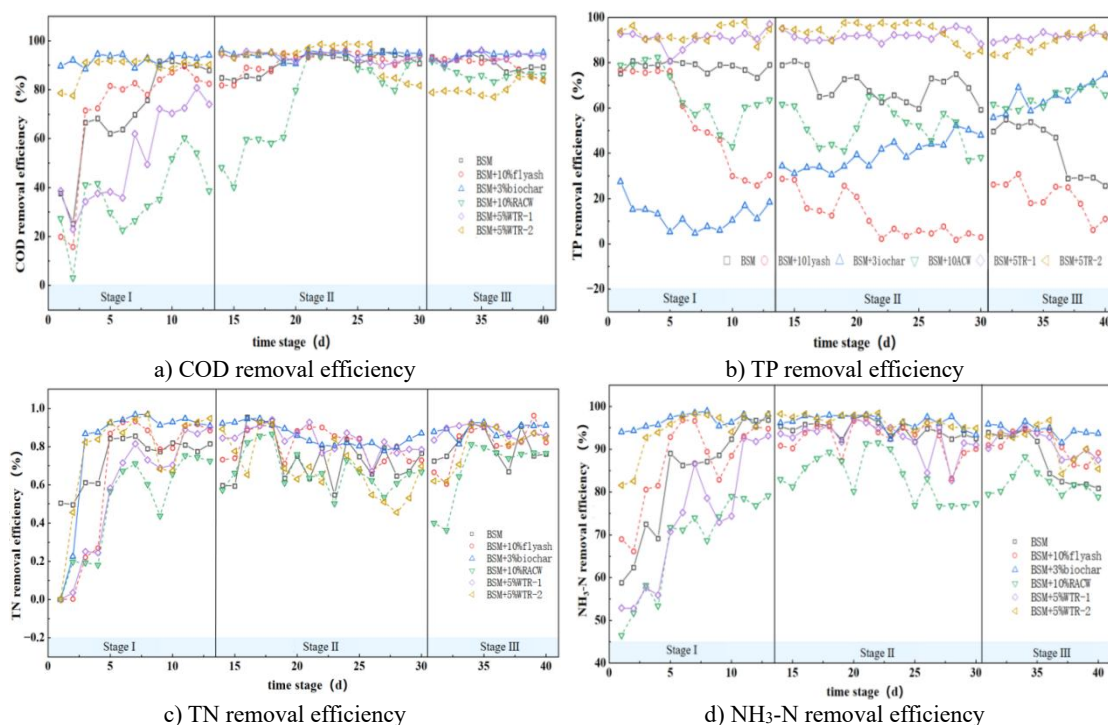 COD removal efficiency (%)
100
80
60
40
20
0
BSM
BSM+10%flyash
BSM+3%biochar
BSM+10%RACW
BSM+5%WTR-1
BSM+5%WTR-2
Stage I
Stage II
Stage III
0
5
10
15
20
25
30
35
40
time stage (d)
a) COD removal efficiency
TP removal efficiency (%)
100
80
60
40
20
0
−20
BSM
BSM+10lyash
BSM+3iochar
BSM+10ACW
BSM+5TR-1
BSM+5TR-2
Stage I
Stage II
Stage III
0
5
10
15
20
25
30
35
40
time stage (d)
b) TP removal efficiency
TN removal efficiency (%)
1.0
0.8
0.6
0.4
0.2
0.0
−0.2
BSM
BSM+10%flyash
BSM+3%biochar
BSM+10%RACW
BSM+5%WTR-1
BSM+5%WTR-2
Stage I
Stage II
Stage III
0
5
10
15
20
25
30
35
40
time stage (d)
c) TN removal efficiency
NH₃-N removal efficiency (%)
100
90
80
70
60
50
40
BSM
BSM+10%flyash
BSM+3%biochar
BSM+10%RACW
BSM+5%WTR-1
BSM+5%WTR-2
Stage I
Stage II
Stage III
0
5
10
15
20
25
30
35
40
time stage (d)
d) NH₃-N removal efficiency